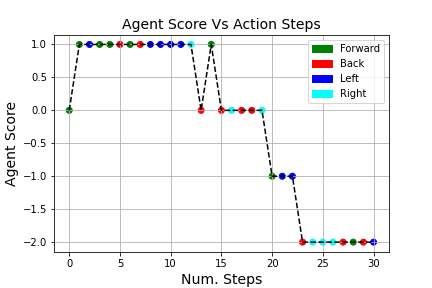 Agent Score Vs Action Steps
1.0
0.5
0.0
−0.5
−1.0
−1.5
−2.0
Agent Score
Forward
Back
Left
Right
0 5 10 15 20 25 30
Num. Steps